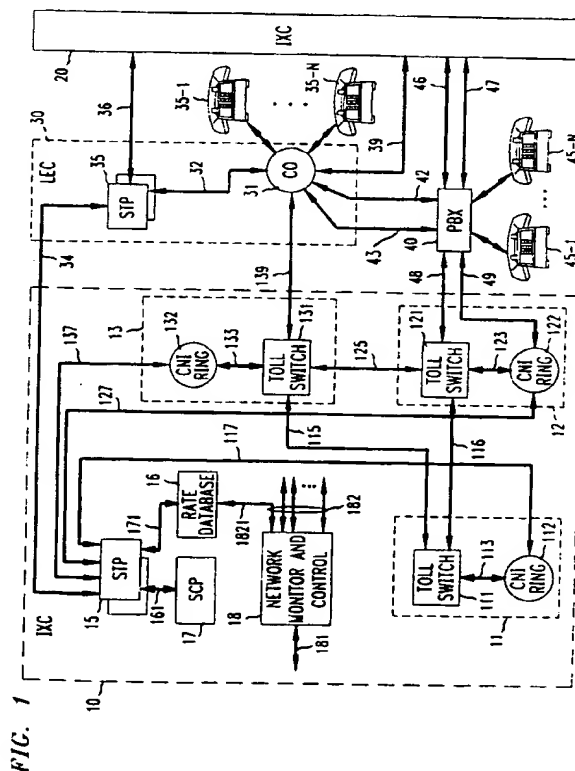 FIG. 1
10
IXC
15
STP
161
17
SCP
171
16
RATE DATABASE
1821
18
NETWORK MONITOR AND CONTROL
181
182
117
127
137
34
13
132
CNI RING
133
131
TOLL SWITCH
115
139
125
116
11
111
TOLL SWITCH
113
112
CNI RING
12
121
TOLL SWITCH
123
122
CNI RING
30
LEC
35
STP
32
36
31
CO
35-1
35-N
39
43
42
48
49
40
PBX
45-1
45-N
46
47
20
IXC